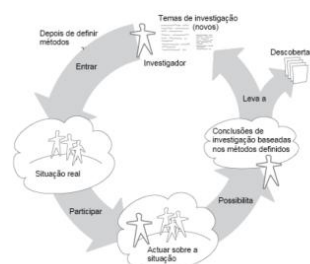 Temas de investigação
(novos)
Depois de definir
métodos
Entrar
Investigador
Descoberta
Leva a
Conclusões de
investigação baseadas
nos métodos definidos
Situação real
Participar
Possibilita
Actuar sobre a
situação